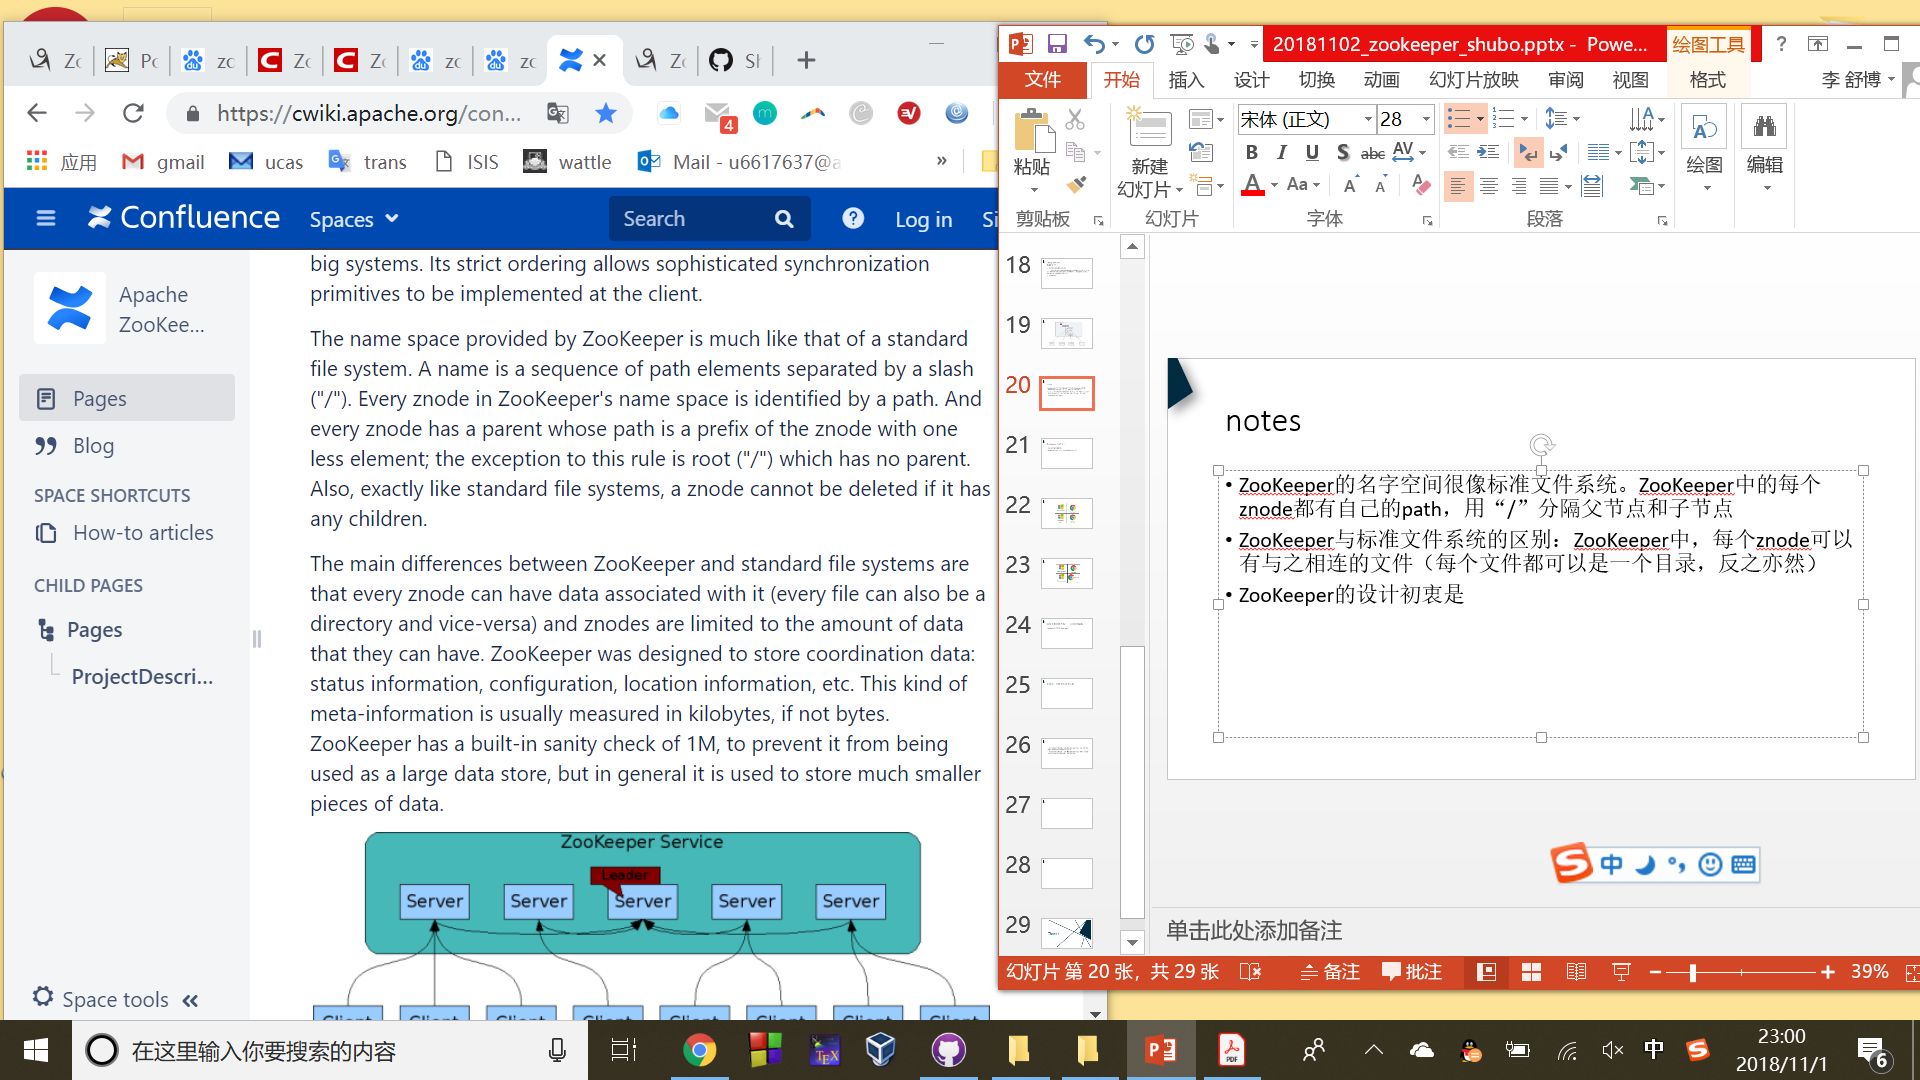 Zc
Pc
zc
Zc
Zc
zc
zc
Zc
Sh
https://cwiki.apache.org/con...
4
应用
gmail
ucas
trans
ISIS
wattle
Mail - u6617637@a
»
Confluence
Spaces
Search
Log in
Si
Apache
ZooKee...
Pages
Blog
SPACE SHORTCUTS
How-to articles
CHILD PAGES
Pages
ProjectDescri...
Space tools
big systems. Its strict ordering allows sophisticated synchronization
primitives to be implemented at the client.
The name space provided by ZooKeeper is much like that of a standard
file system. A name is a sequence of path elements separated by a slash
("/"). Every znode in ZooKeeper's name space is identified by a path. And
every znode has a parent whose path is a prefix of the znode with one
less element; the exception to this rule is root ("/") which has no parent.
Also, exactly like standard file systems, a znode cannot be deleted if it has
any children.
The main differences between ZooKeeper and standard file systems are
that every znode can have data associated with it (every file can also be a
directory and vice-versa) and znodes are limited to the amount of data
that they can have. ZooKeeper was designed to store coordination data:
status information, configuration, location information, etc. This kind of
meta-information is usually measured in kilobytes, if not bytes.
ZooKeeper has a built-in sanity check of 1M, to prevent it from being
used as a large data store, but in general it is used to store much smaller
pieces of data.
ZooKeeper Service
Leader
Server Server Server Server Server
Client Client Client Client Client Client Client Client
20181102_zookeeper_shubo.pptx - Powe...
绘图工具
文件 开始 插入 设计 切换 动画 幻灯片放映 审阅 视图 格式 李 舒博
宋体 (正文) 28
粘贴
新建
幻灯片
B I U S abc AV
A Aa A A
绘图
编辑
剪贴板 幻灯片 字体 段落
18
19
20
21
22
23
24
25
26
27
28
29
notes
• ZooKeeper的名字空间很像标准文件系统。ZooKeeper中的每个
znode都有自己的path，用“/”分隔父节点和子节点
• ZooKeeper与标准文件系统的区别：ZooKeeper中，每个znode可以
有与之相连的文件（每个文件都可以是一个目录，反之亦然）
• ZooKeeper的设计初衷是
中
单击此处添加备注
幻灯片 第 20 张，共 29 张 备注 批注 39%
在这里输入你要搜索的内容
中
23:00
2018/11/1
6